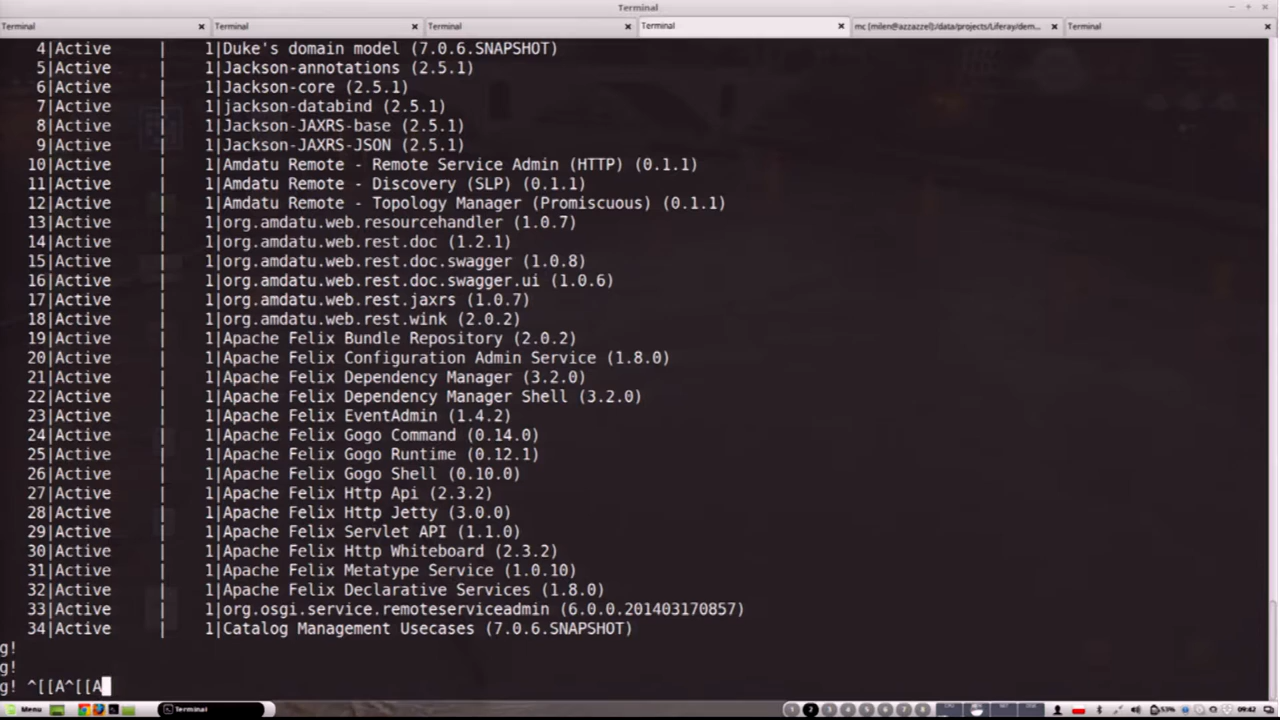 Terminal
Terminal Terminal Terminal Terminal mc [milen@azzazzel]:/data/projects/Liferay/dem... Terminal
4|Active | 1|Duke's domain model (7.0.6.SNAPSHOT)
5|Active | 1|Jackson-annotations (2.5.1)
6|Active | 1|Jackson-core (2.5.1)
7|Active | 1|jackson-databind (2.5.1)
8|Active | 1|Jackson-JAXRS-base (2.5.1)
9|Active | 1|Jackson-JAXRS-JSON (2.5.1)
10|Active | 1|Amdatu Remote - Remote Service Admin (HTTP) (0.1.1)
11|Active | 1|Amdatu Remote - Discovery (SLP) (0.1.1)
12|Active | 1|Amdatu Remote - Topology Manager (Promiscuous) (0.1.1)
13|Active | 1|org.amdatu.web.resourcehandler (1.0.7)
14|Active | 1|org.amdatu.web.rest.doc (1.2.1)
15|Active | 1|org.amdatu.web.rest.doc.swagger (1.0.8)
16|Active | 1|org.amdatu.web.rest.doc.swagger.ui (1.0.6)
17|Active | 1|org.amdatu.web.rest.jaxrs (1.0.7)
18|Active | 1|org.amdatu.web.rest.wink (2.0.2)
19|Active | 1|Apache Felix Bundle Repository (2.0.2)
20|Active | 1|Apache Felix Configuration Admin Service (1.8.0)
21|Active | 1|Apache Felix Dependency Manager (3.2.0)
22|Active | 1|Apache Felix Dependency Manager Shell (3.2.0)
23|Active | 1|Apache Felix EventAdmin (1.4.2)
24|Active | 1|Apache Felix Gogo Command (0.14.0)
25|Active | 1|Apache Felix Gogo Runtime (0.12.1)
26|Active | 1|Apache Felix Gogo Shell (0.10.0)
27|Active | 1|Apache Felix Http Api (2.3.2)
28|Active | 1|Apache Felix Http Jetty (3.0.0)
29|Active | 1|Apache Felix Servlet API (1.1.0)
30|Active | 1|Apache Felix Http Whiteboard (2.3.2)
31|Active | 1|Apache Felix Metatype Service (1.0.10)
32|Active | 1|Apache Felix Declarative Services (1.8.0)
33|Active | 1|org.osgi.service.remoteserviceadmin (6.0.0.201403170857)
34|Active | 1|Catalog Management Usecases (7.0.6.SNAPSHOT)
g!
g!
g! ^[[A^[[A
Menu Terminal 1 2 3 4 5 6 7 8 53% 09:42